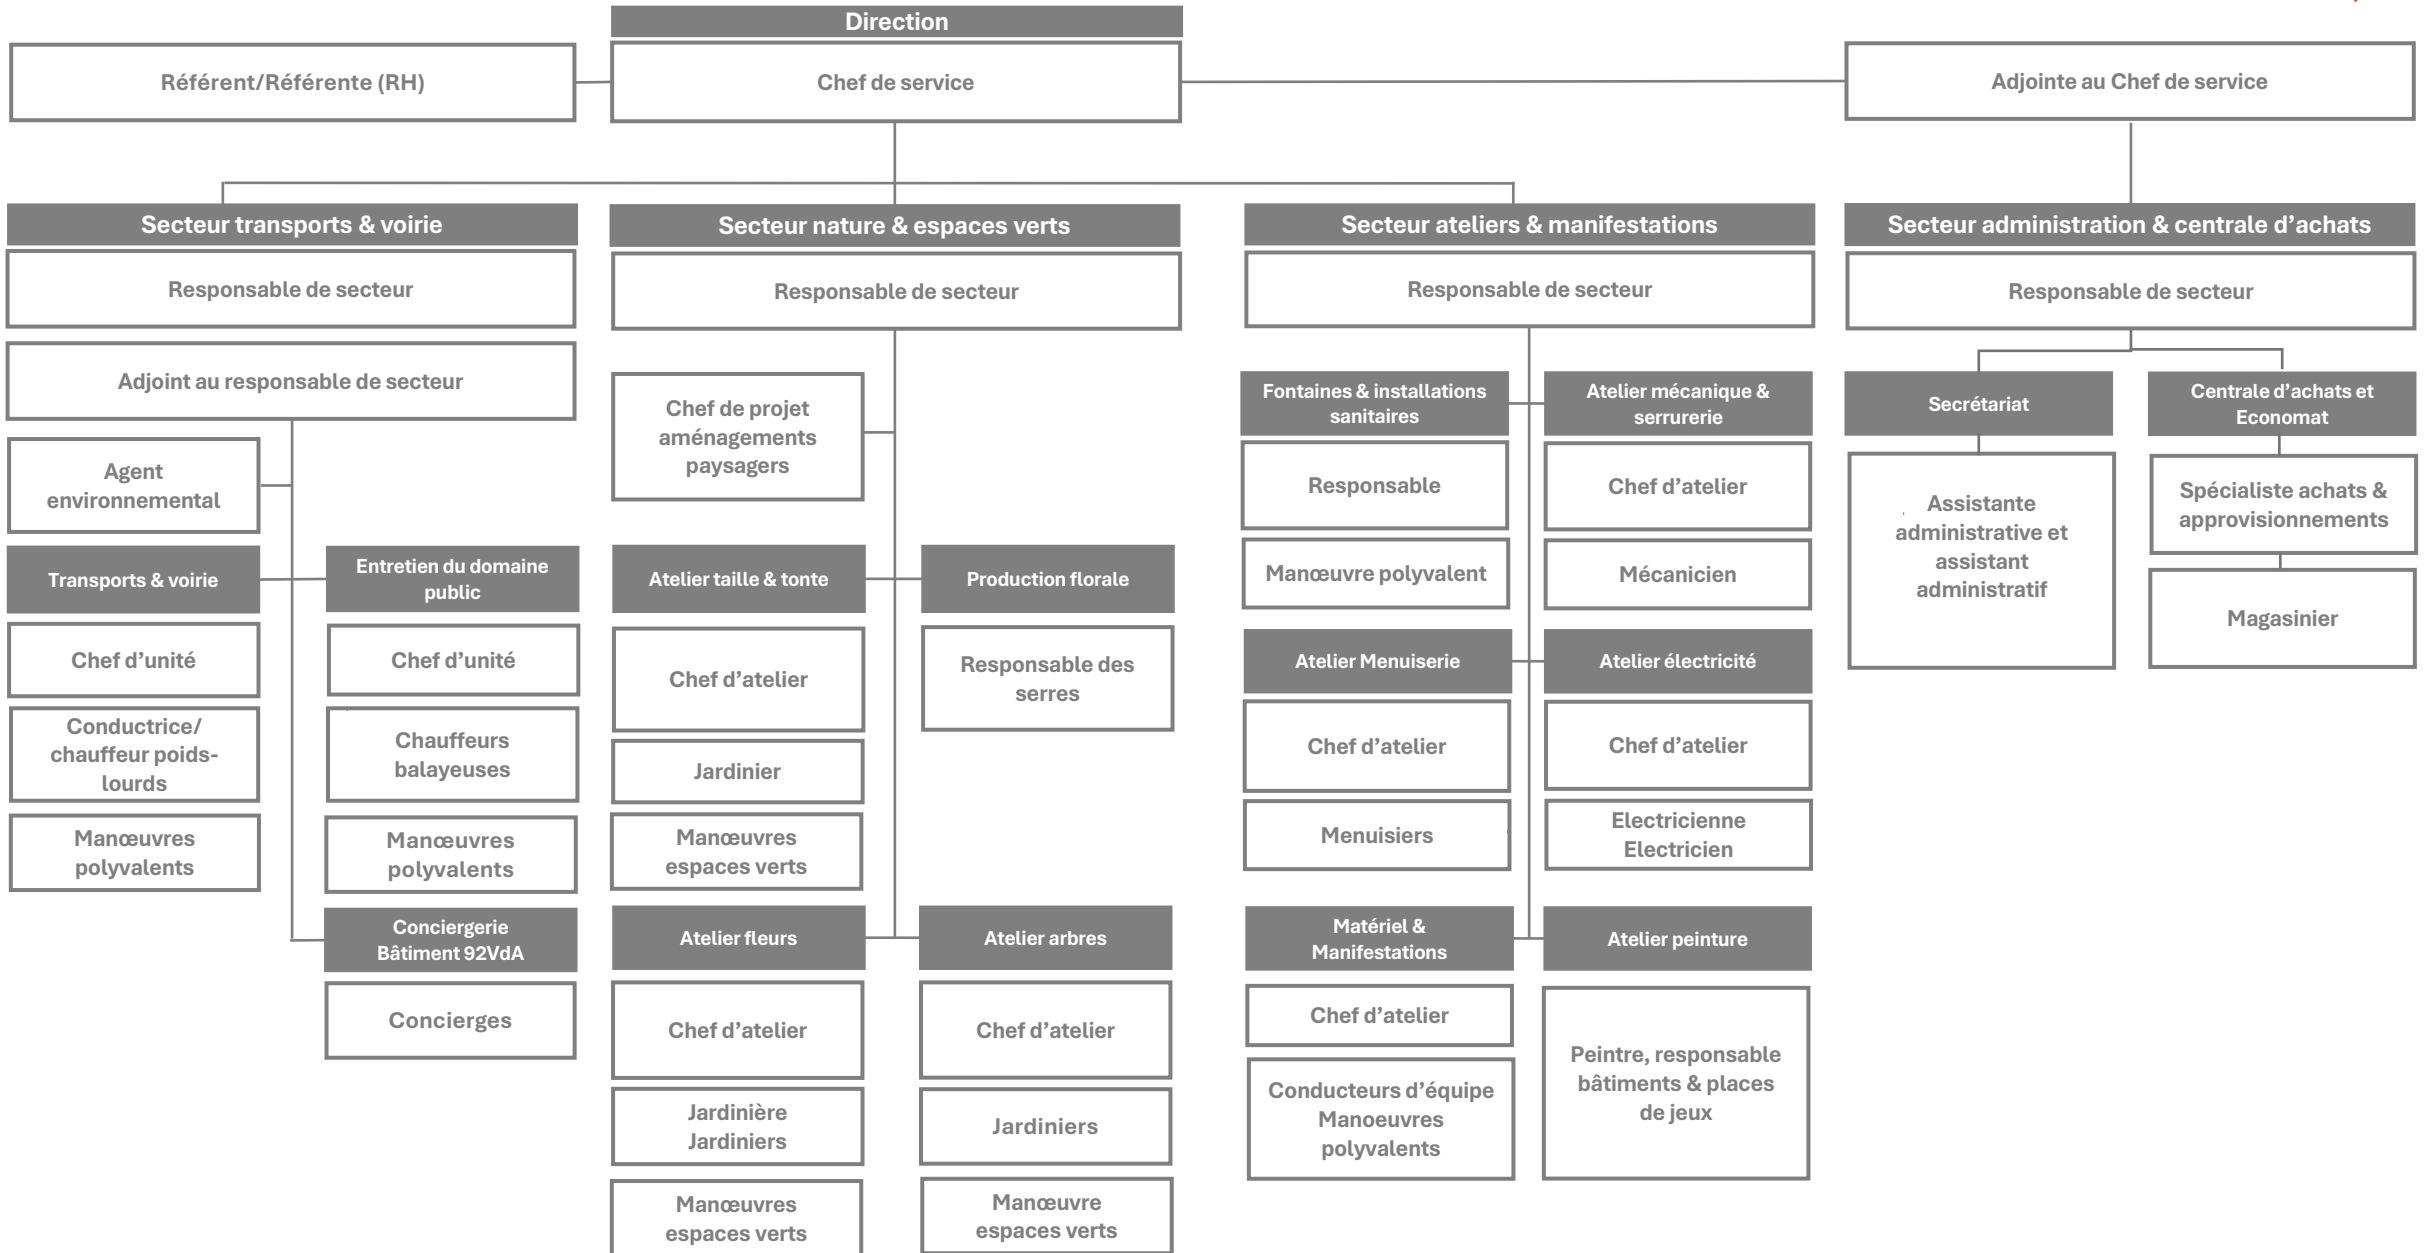 Direction
Référent/Référente (RH)
Chef de service
Adjointe au Chef de service
Secteur transports & voirie
Responsable de secteur
Adjoint au responsable de secteur
Agent
environnemental
Transports & voirie
Chef d’unité
Conductrice/
chauffeur poids-
lourds
Manœuvres
polyvalents
Entretien du domaine
public
Chef d’unité
Chauffeurs
balayeuses
Manœuvres
polyvalents
Conciergerie
Bâtiment 92VdA
Concierges
Secteur nature & espaces verts
Responsable de secteur
Chef de projet
aménagements
paysagers
Atelier taille & tonte
Chef d’atelier
Jardinier
Manœuvres
espaces verts
Production florale
Responsable des
serres
Atelier fleurs
Chef d’atelier
Jardinière
Jardiniers
Manœuvres
espaces verts
Atelier arbres
Chef d’atelier
Jardiniers
Manœuvre
espaces verts
Secteur ateliers & manifestations
Responsable de secteur
Fontaines & installations
sanitaires
Responsable
Manœuvre polyvalent
Atelier mécanique &
serrurerie
Chef d’atelier
Mécanicien
Atelier Menuiserie
Chef d’atelier
Menuisiers
Atelier électricité
Chef d’atelier
Electricienne
Electricien
Matériel &
Manifestations
Chef d’atelier
Conducteurs d’équipe
Manoeuvres
polyvalents
Atelier peinture
Peintre, responsable
bâtiments & places
de jeux
Secteur administration & centrale d’achats
Responsable de secteur
Secrétariat
Assistante
administrative et
assistant
administratif
Centrale d’achats et
Economat
Spécialiste achats &
approvisionnements
Magasinier